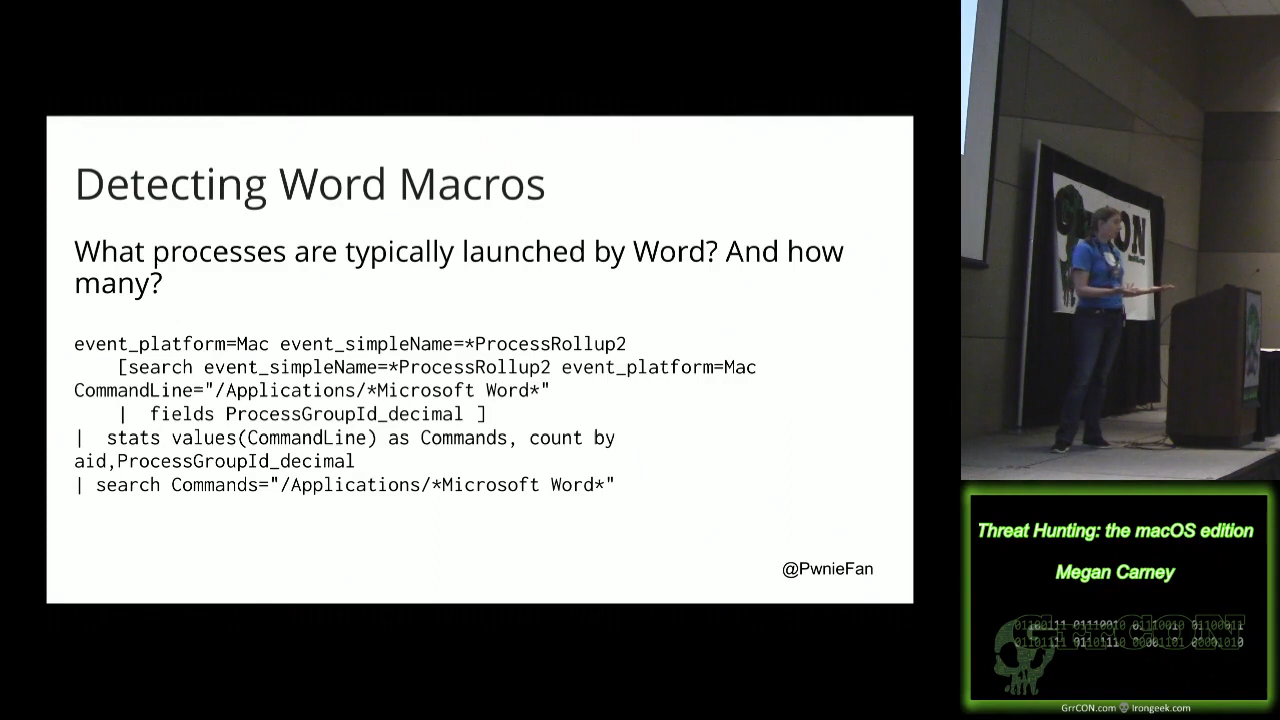 Detecting Word Macros
What processes are typically launched by Word? And how
many?
event_platform=Mac event_simpleName=*ProcessRollup2
[search event_simpleName=*ProcessRollup2 event_platform=Mac
CommandLine="/Applications/*Microsoft Word*"
| fields ProcessGroupId_decimal ]
| stats values(CommandLine) as Commands, count by
aid,ProcessGroupId_decimal
| search Commands="/Applications/*Microsoft Word*"
@PwnieFan
GrrCON
Threat Hunting: the macOS edition
Megan Carney
GrrCON
GrrCON.com Irongeek.com